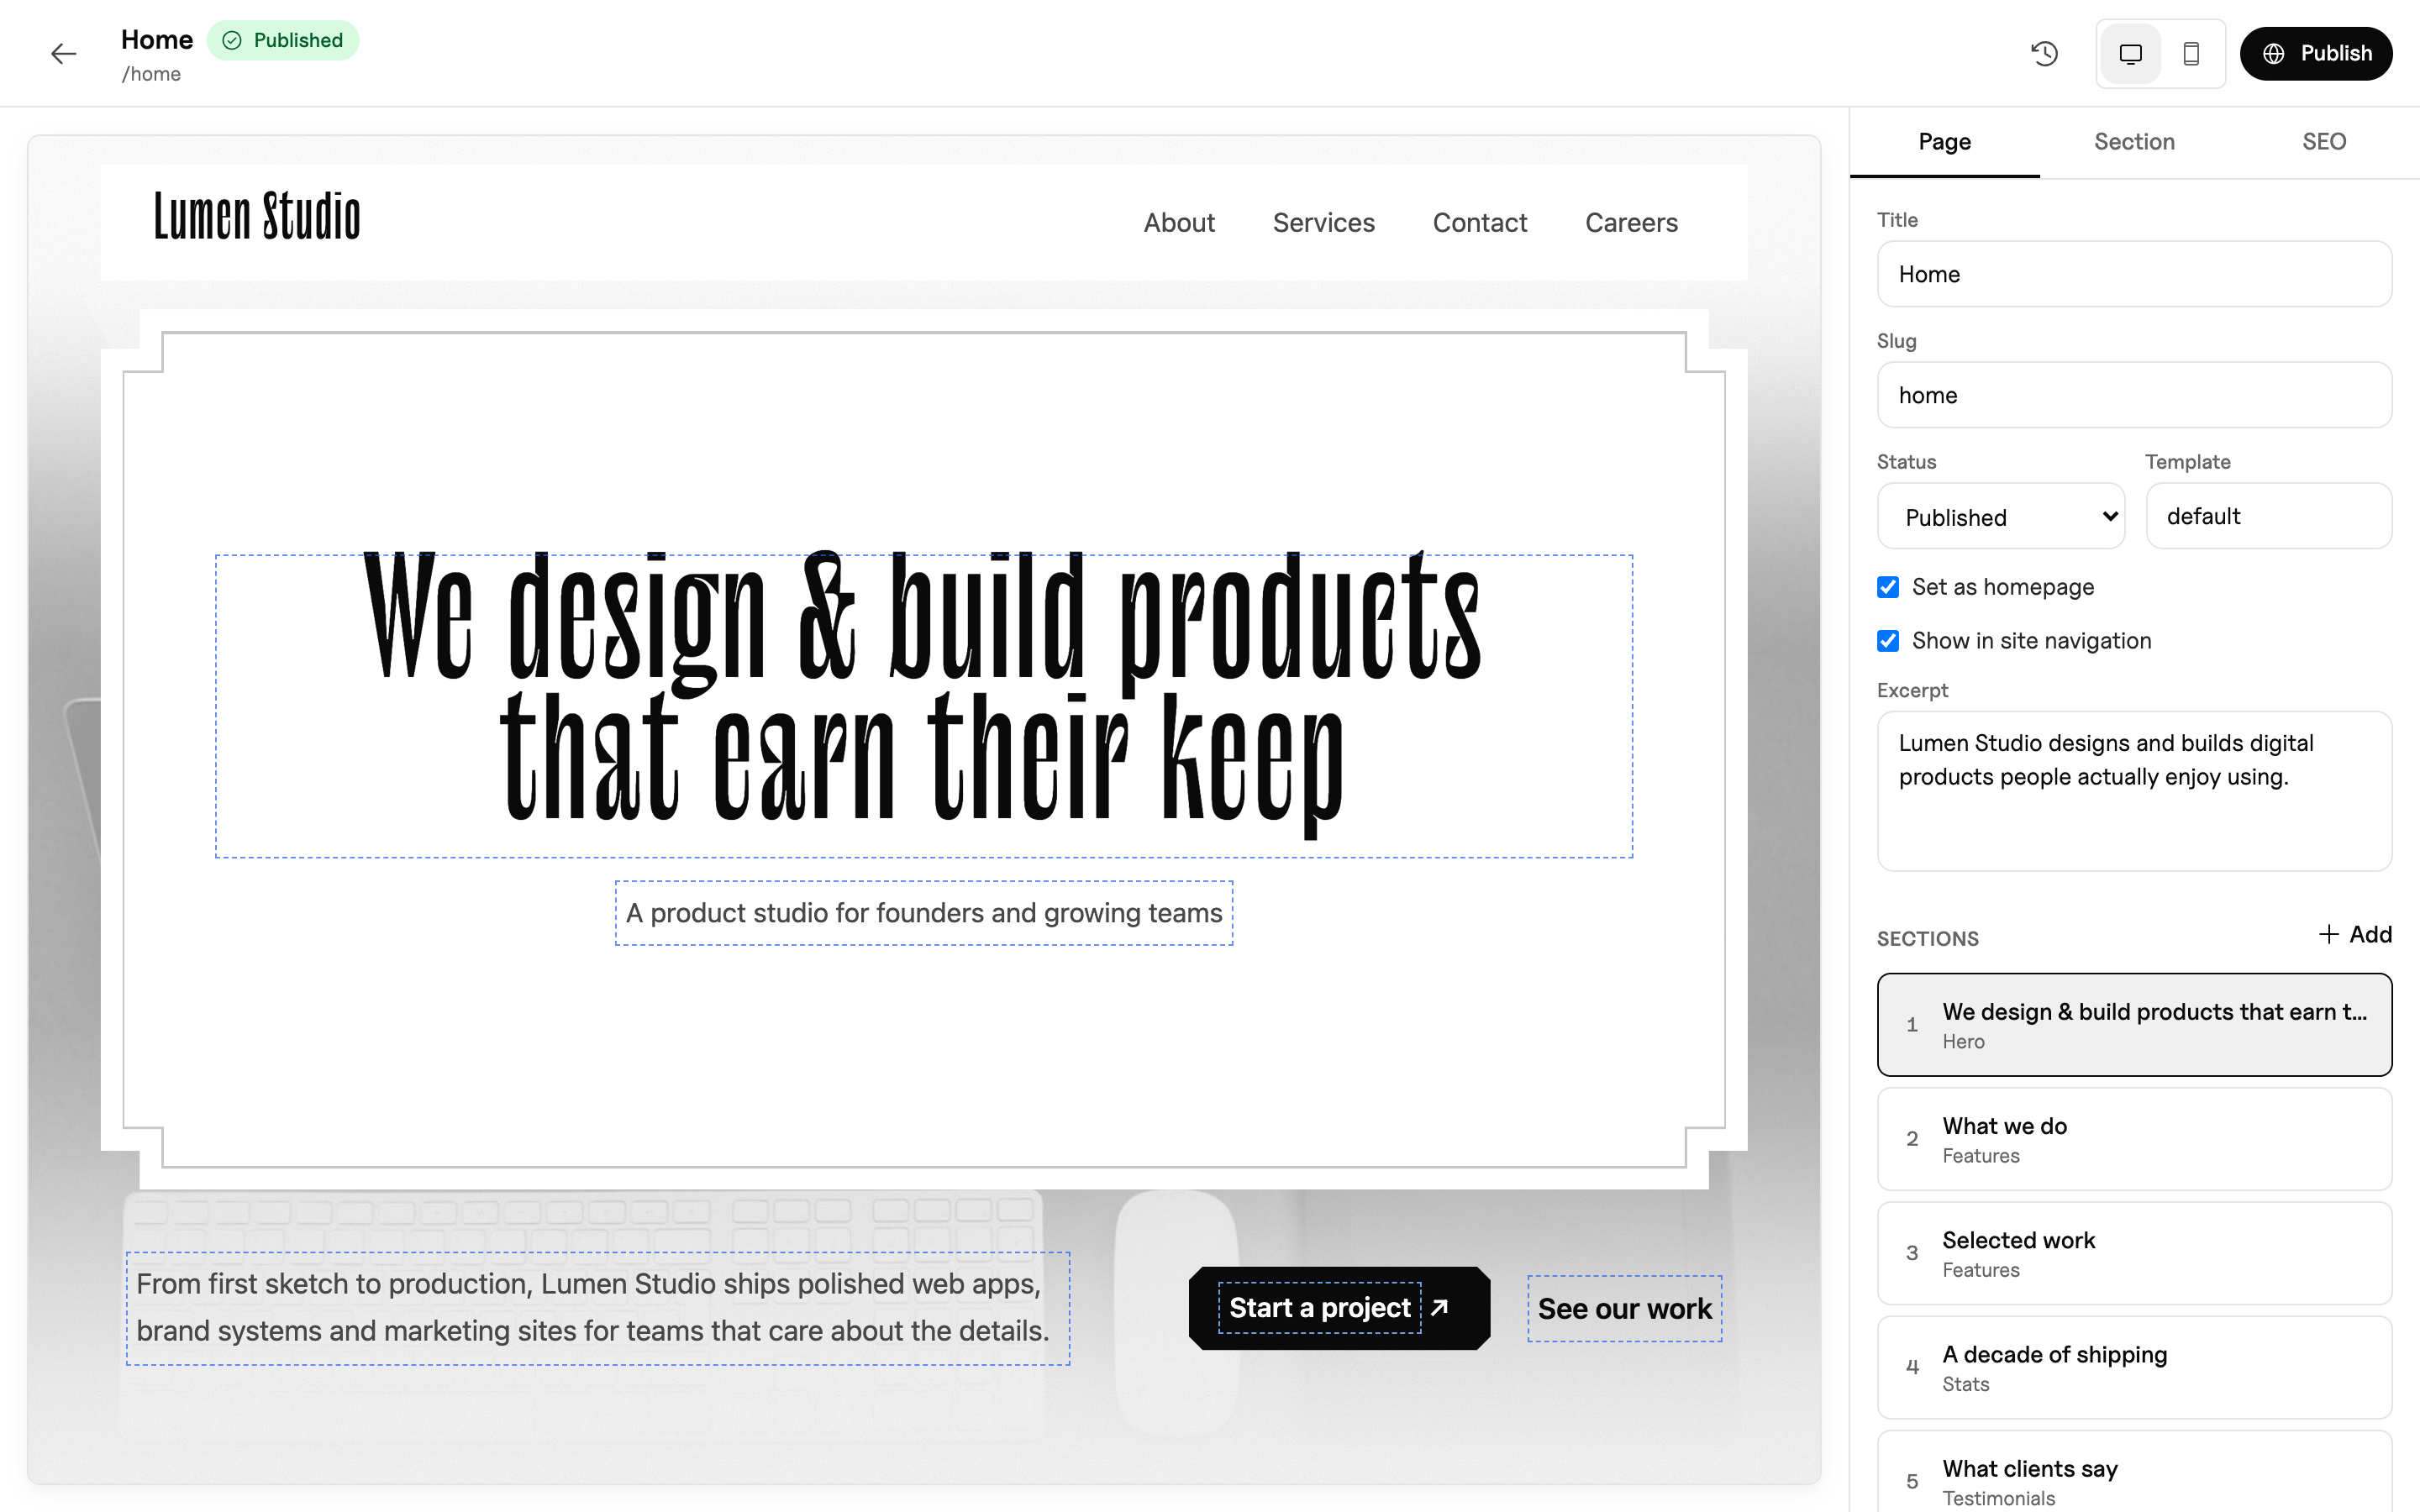 Home
Published
/home
Publish
Lumen Studio
About
Services
Contact
Careers
We design & build products
that earn their keep
A product studio for founders and growing teams
From first sketch to production, Lumen Studio ships polished web apps,
brand systems and marketing sites for teams that care about the details.
Start a project
See our work
Page
Section
SEO
Title
Home
Slug
home
Status
Template
Published
default
Set as homepage
Show in site navigation
Excerpt
Lumen Studio designs and builds digital
products people actually enjoy using.
SECTIONS
Add
1
We design & build products that earn t...
Hero
2
What we do
Features
3
Selected work
Features
4
A decade of shipping
Stats
5
What clients say
Testimonials